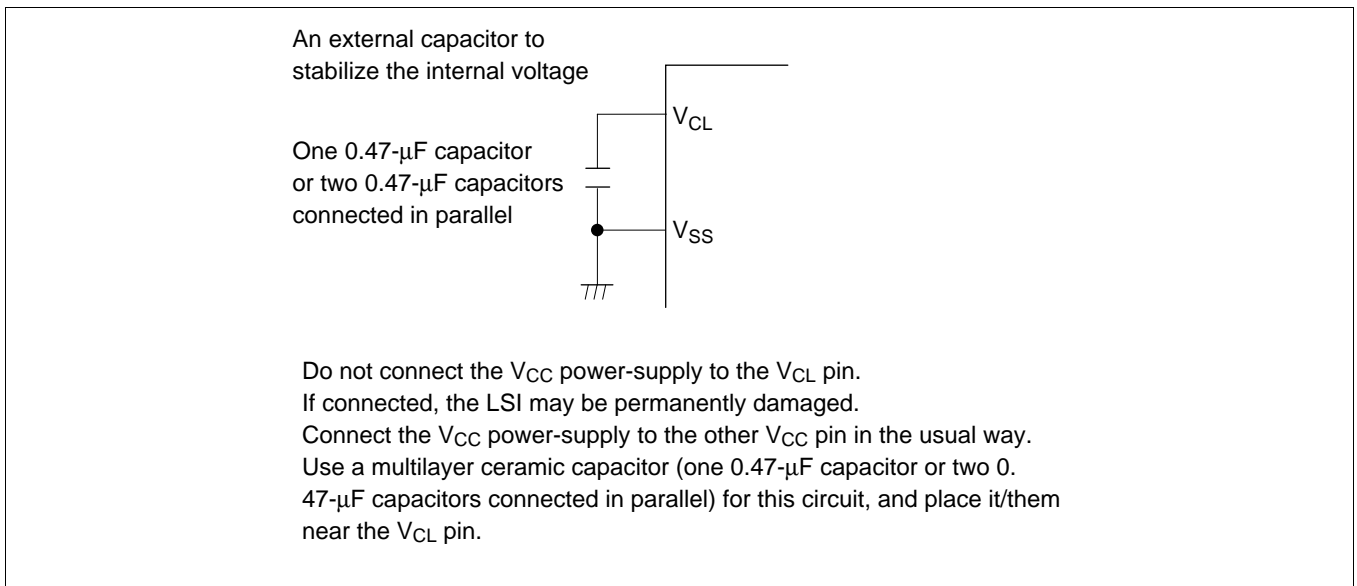 An external capacitor to
stabilize the internal voltage
VCL
One 0.47-μF capacitor
or two 0.47-μF capacitors
connected in parallel
VSS
Do not connect the VCC power-supply to the VCL pin.
If connected, the LSI may be permanently damaged.
Connect the VCC power-supply to the other VCC pin in the usual way.
Use a multilayer ceramic capacitor (one 0.47-μF capacitor or two 0.
47-μF capacitors connected in parallel) for this circuit, and place it/them
near the VCL pin.